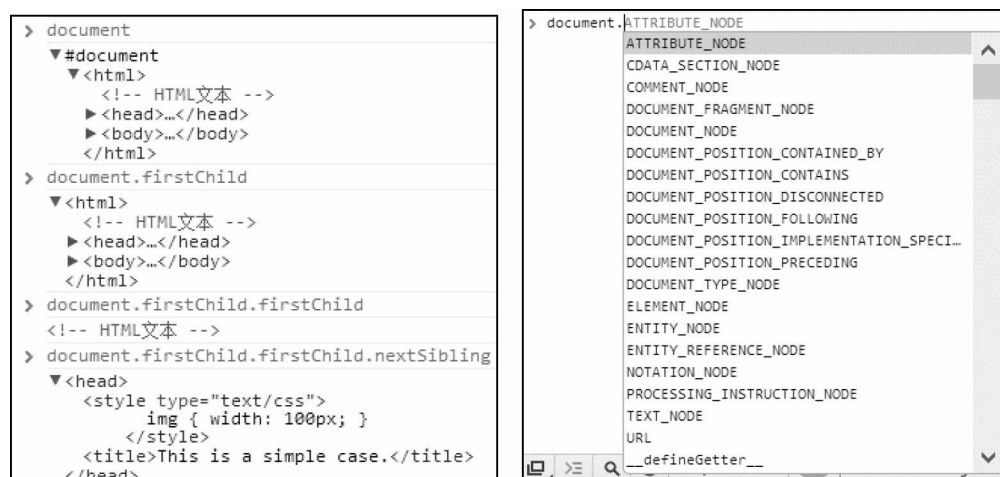 > document
▼#document
▼<html>
<!-- HTML文本 -->
▶<head>…</head>
▶<body>…</body>
</html>
> document.firstChild
▼<html>
<!-- HTML文本 -->
▶<head>…</head>
▶<body>…</body>
</html>
> document.firstChild.firstChild
<!-- HTML文本 -->
> document.firstChild.firstChild.nextSibling
▼<head>
<style type="text/css">
img { width: 100px; }
</style>
<title>This is a simple case.</title>
</head>
> document.ATTRIBUTE_NODE
ATTRIBUTE_NODE
CDATA_SECTION_NODE
COMMENT_NODE
DOCUMENT_FRAGMENT_NODE
DOCUMENT_NODE
DOCUMENT_POSITION_CONTAINED_BY
DOCUMENT_POSITION_CONTAINS
DOCUMENT_POSITION_DISCONNECTED
DOCUMENT_POSITION_FOLLOWING
DOCUMENT_POSITION_IMPLEMENTATION_SPECI…
DOCUMENT_POSITION_PRECEDING
DOCUMENT_TYPE_NODE
ELEMENT_NODE
ENTITY_NODE
ENTITY_REFERENCE_NODE
NOTATION_NODE
PROCESSING_INSTRUCTION_NODE
TEXT_NODE
URL
__defineGetter__